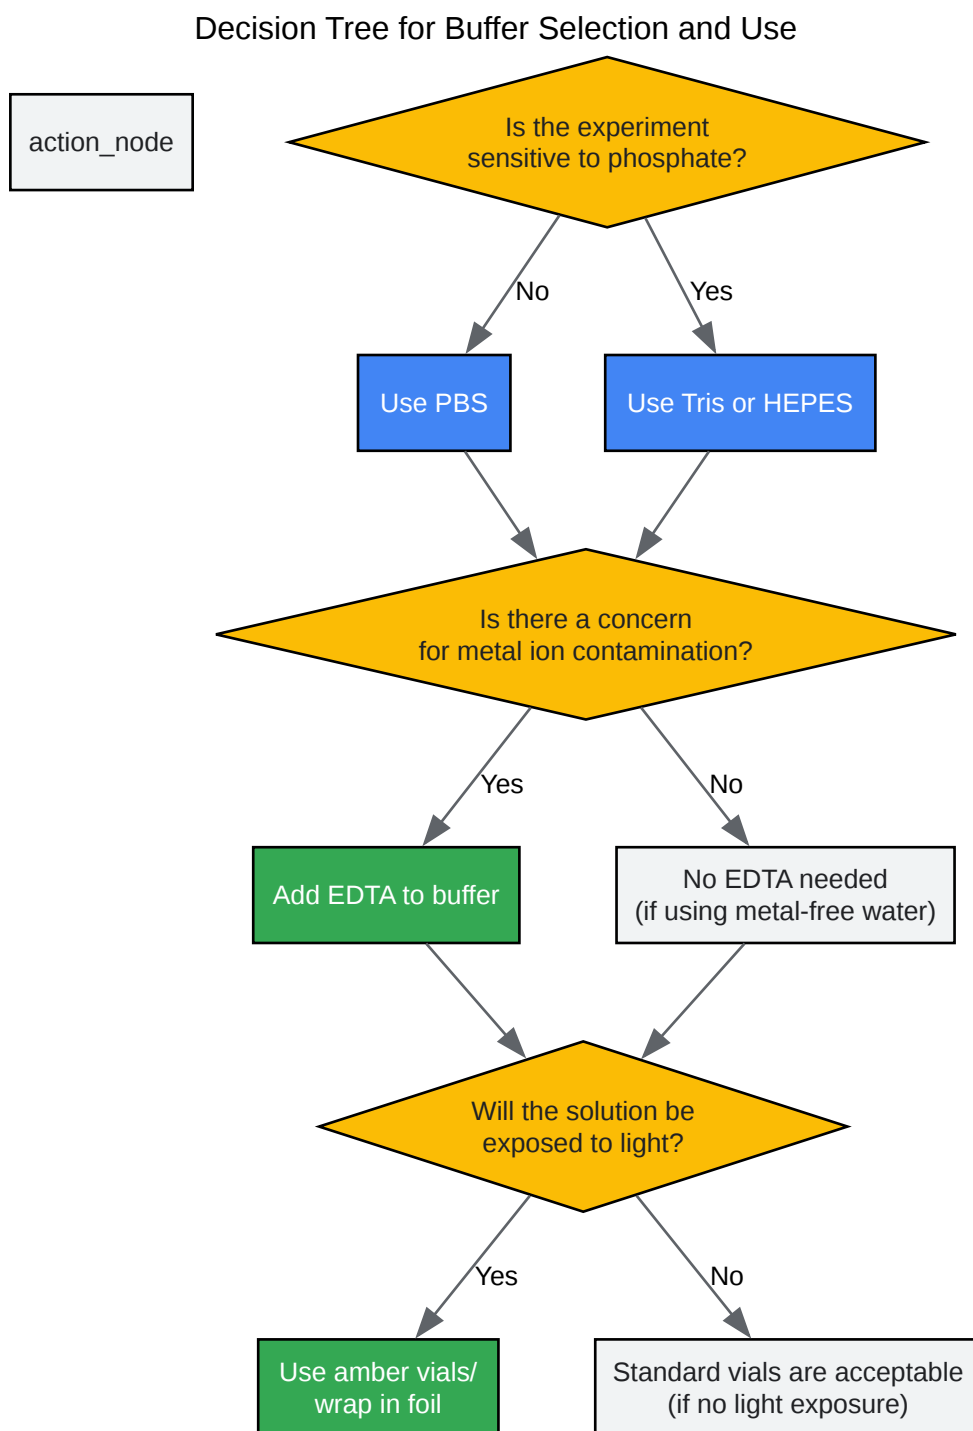 Decision Tree for Buffer Selection and Use
action_node
Is the experiment
sensitive to phosphate?
No
Yes
Use PBS
Use Tris or HEPES
Is there a concern
for metal ion contamination?
Yes
No
Add EDTA to buffer
No EDTA needed
(if using metal-free water)
Will the solution be
exposed to light?
Yes
No
Use amber vials/
wrap in foil
Standard vials are acceptable
(if no light exposure)